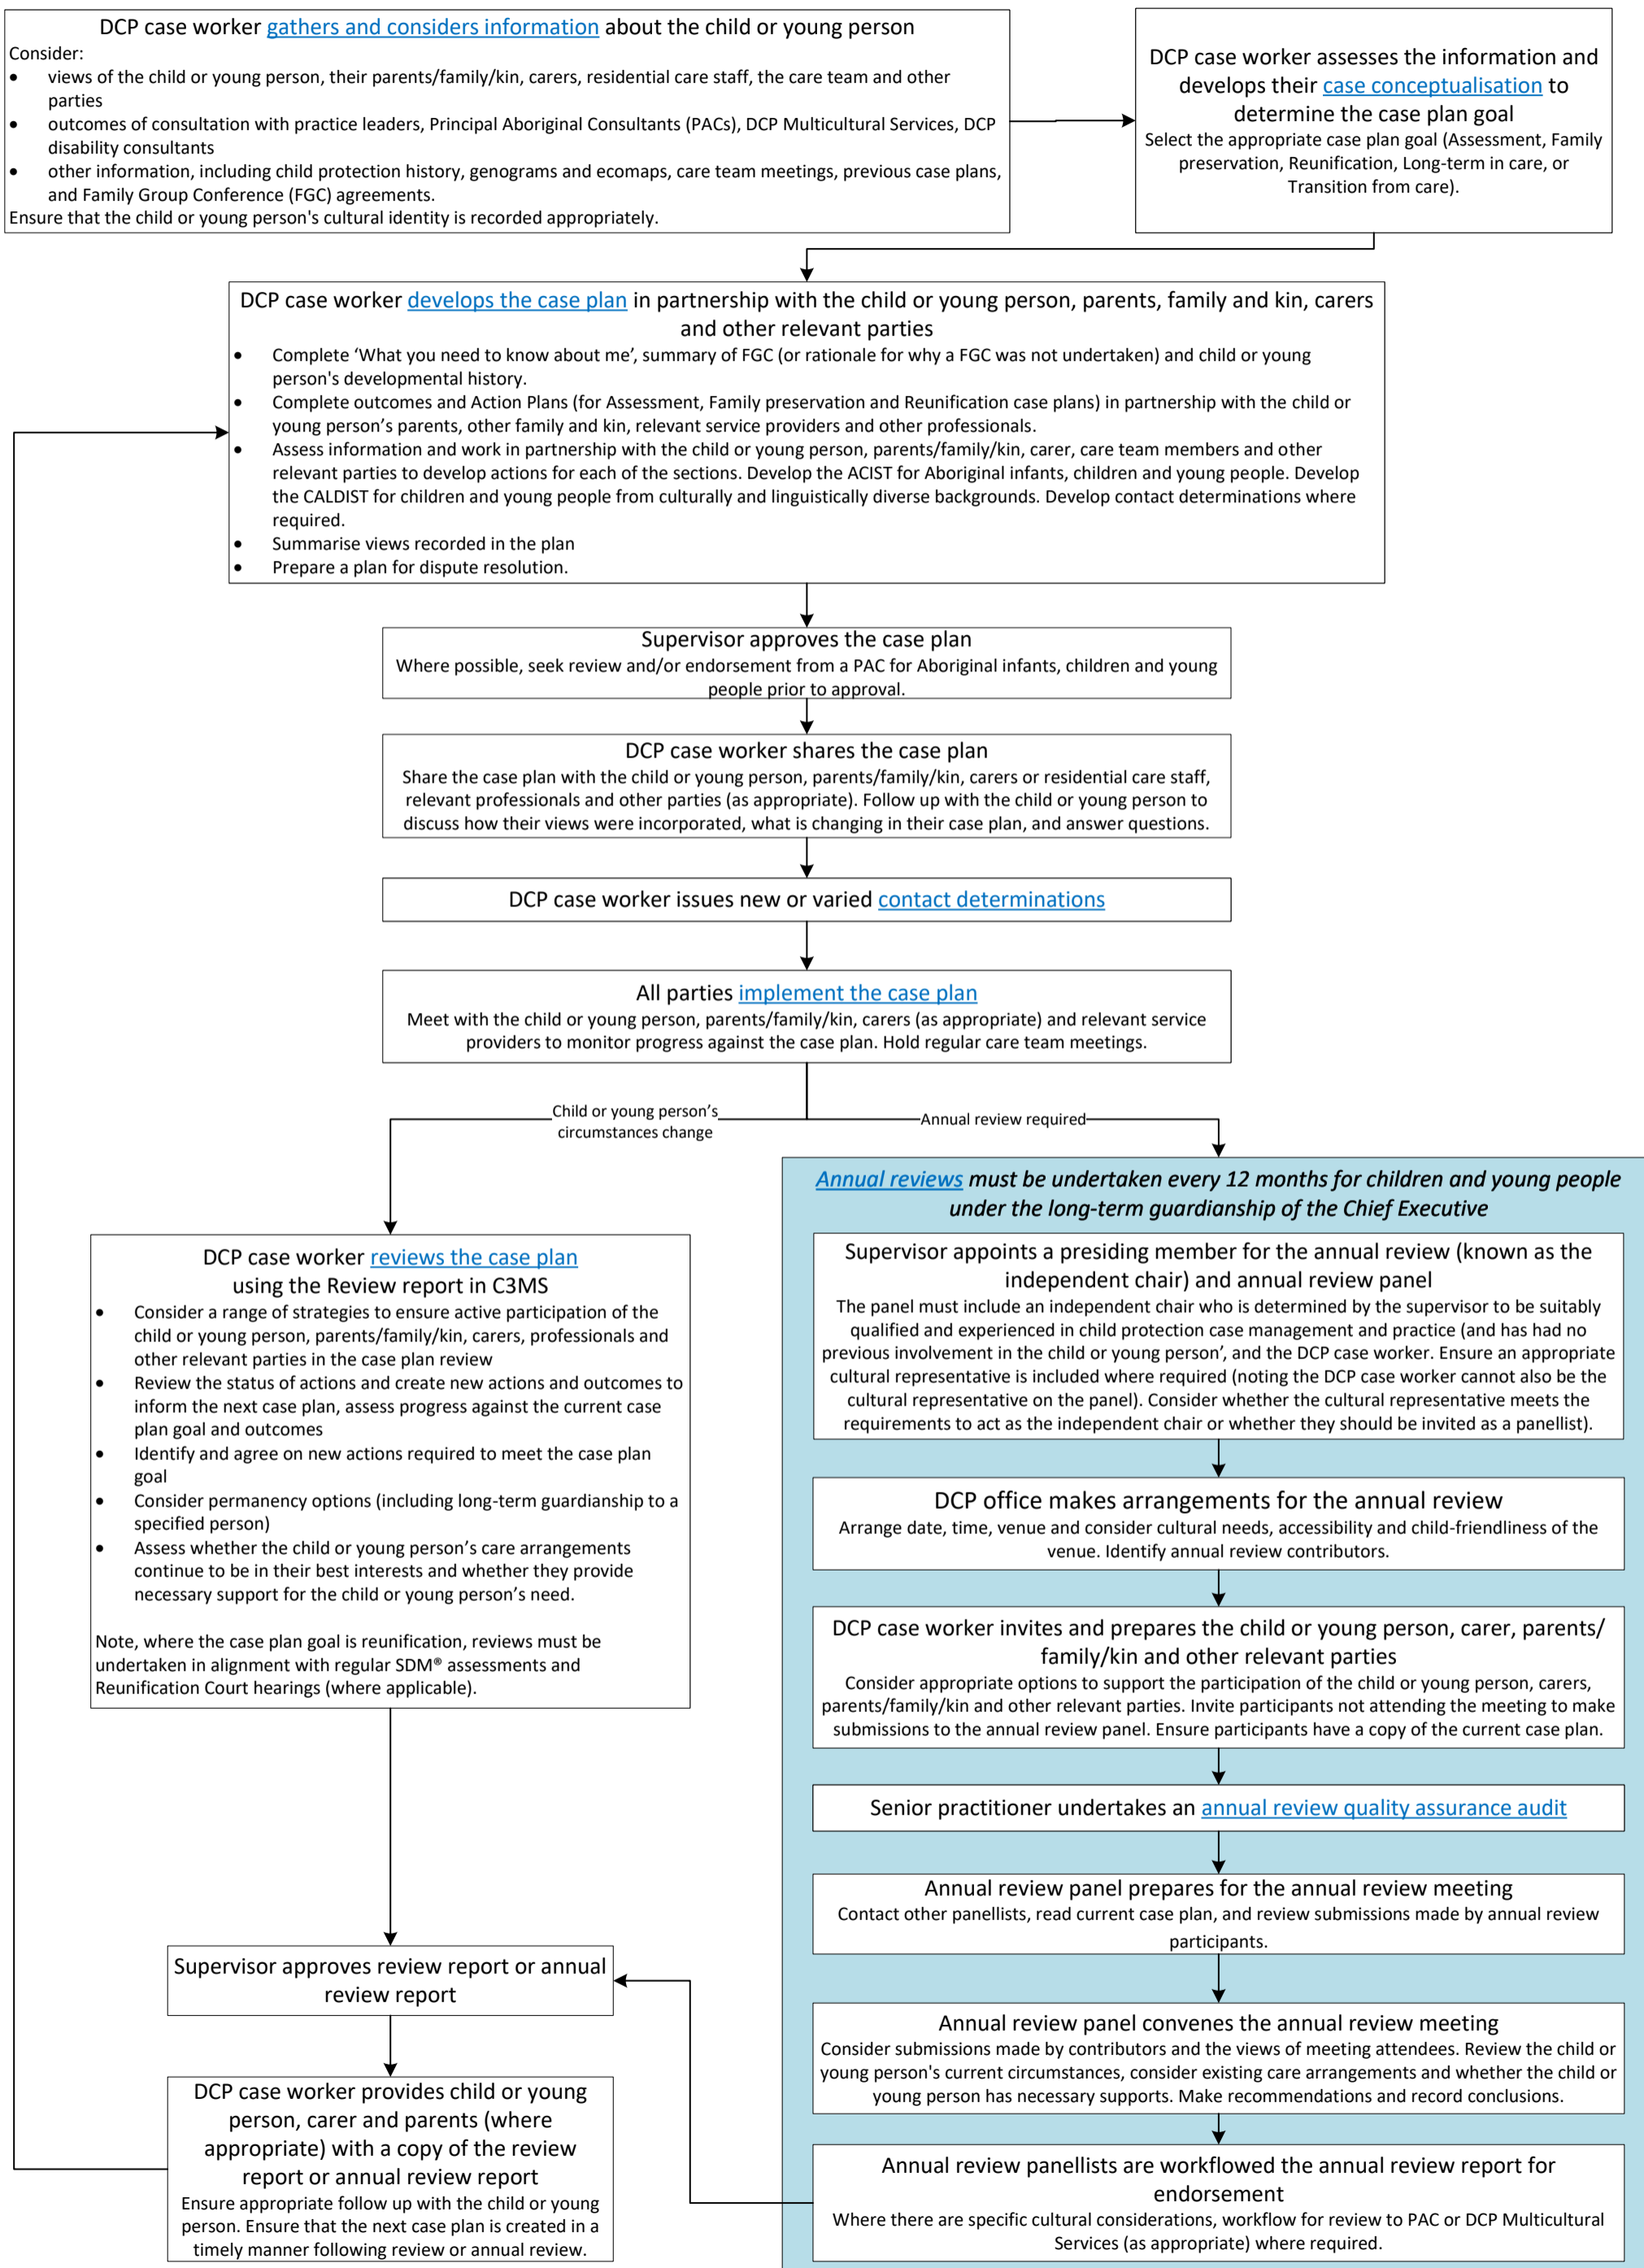 DCP case worker gathers and considers information about the child or young person
Consider:
• views of the child or young person, their parents/family/kin, carers, residential care staff, the care team and other
parties
• outcomes of consultation with practice leaders, Principal Aboriginal Consultants (PACs), DCP Multicultural Services, DCP
disability consultants
• other information, including child protection history, genograms and ecomaps, care team meetings, previous case plans,
and Family Group Conference (FGC) agreements.
Ensure that the child or young person's cultural identity is recorded appropriately.
DCP case worker assesses the information and
develops their case conceptualisation to
determine the case plan goal
Select the appropriate case plan goal (Assessment, Family
preservation, Reunification, Long-term in care, or
Transition from care).
DCP case worker develops the case plan in partnership with the child or young person, parents, family and kin, carers
and other relevant parties
• Complete ‘What you need to know about me’, summary of FGC (or rationale for why a FGC was not undertaken) and child or young
person's developmental history.
• Complete outcomes and Action Plans (for Assessment, Family preservation and Reunification case plans) in partnership with the child or
young person’s parents, other family and kin, relevant service providers and other professionals.
• Assess information and work in partnership with the child or young person, parents/family/kin, carer, care team members and other
relevant parties to develop actions for each of the sections. Develop the ACIST for Aboriginal infants, children and young people. Develop
the CALDIST for children and young people from culturally and linguistically diverse backgrounds. Develop contact determinations where
required.
• Summarise views recorded in the plan
• Prepare a plan for dispute resolution.
Supervisor approves the case plan
Where possible, seek review and/or endorsement from a PAC for Aboriginal infants, children and young
people prior to approval.
DCP case worker shares the case plan
Share the case plan with the child or young person, parents/family/kin, carers or residential care staff,
relevant professionals and other parties (as appropriate). Follow up with the child or young person to
discuss how their views were incorporated, what is changing in their case plan, and answer questions.
DCP case worker issues new or varied contact determinations
All parties implement the case plan
Meet with the child or young person, parents/family/kin, carers (as appropriate) and relevant service
providers to monitor progress against the case plan. Hold regular care team meetings.
Child or young person’s
circumstances change
Annual review required
DCP case worker reviews the case plan
using the Review report in C3MS
• Consider a range of strategies to ensure active participation of the
child or young person, parents/family/kin, carers, professionals and
other relevant parties in the case plan review
• Review the status of actions and create new actions and outcomes to
inform the next case plan, assess progress against the current case
plan goal and outcomes
• Identify and agree on new actions required to meet the case plan
goal
• Consider permanency options (including long-term guardianship to a
specified person)
• Assess whether the child or young person’s care arrangements
continue to be in their best interests and whether they provide
necessary support for the child or young person’s need.
Note, where the case plan goal is reunification, reviews must be
undertaken in alignment with regular SDM® assessments and
Reunification Court hearings (where applicable).
Supervisor approves review report or annual
review report
DCP case worker provides child or young
person, carer and parents (where
appropriate) with a copy of the review
report or annual review report
Ensure appropriate follow up with the child or young
person. Ensure that the next case plan is created in a
timely manner following review or annual review.
Annual reviews must be undertaken every 12 months for children and young people
under the long-term guardianship of the Chief Executive
Supervisor appoints a presiding member for the annual review (known as the
independent chair) and annual review panel
The panel must include an independent chair who is determined by the supervisor to be suitably
qualified and experienced in child protection case management and practice (and has had no
previous involvement in the child or young person’, and the DCP case worker. Ensure an appropriate
cultural representative is included where required (noting the DCP case worker cannot also be the
cultural representative on the panel). Consider whether the cultural representative meets the
requirements to act as the independent chair or whether they should be invited as a panellist).
DCP office makes arrangements for the annual review
Arrange date, time, venue and consider cultural needs, accessibility and child-friendliness of the
venue. Identify annual review contributors.
DCP case worker invites and prepares the child or young person, carer, parents/
family/kin and other relevant parties
Consider appropriate options to support the participation of the child or young person, carers,
parents/family/kin and other relevant parties. Invite participants not attending the meeting to make
submissions to the annual review panel. Ensure participants have a copy of the current case plan.
Senior practitioner undertakes an annual review quality assurance audit
Annual review panel prepares for the annual review meeting
Contact other panellists, read current case plan, and review submissions made by annual review
participants.
Annual review panel convenes the annual review meeting
Consider submissions made by contributors and the views of meeting attendees. Review the child or
young person's current circumstances, consider existing care arrangements and whether the child or
young person has necessary supports. Make recommendations and record conclusions.
Annual review panellists are workflowed the annual review report for
endorsement
Where there are specific cultural considerations, workflow for review to PAC or DCP Multicultural
Services (as appropriate) where required.